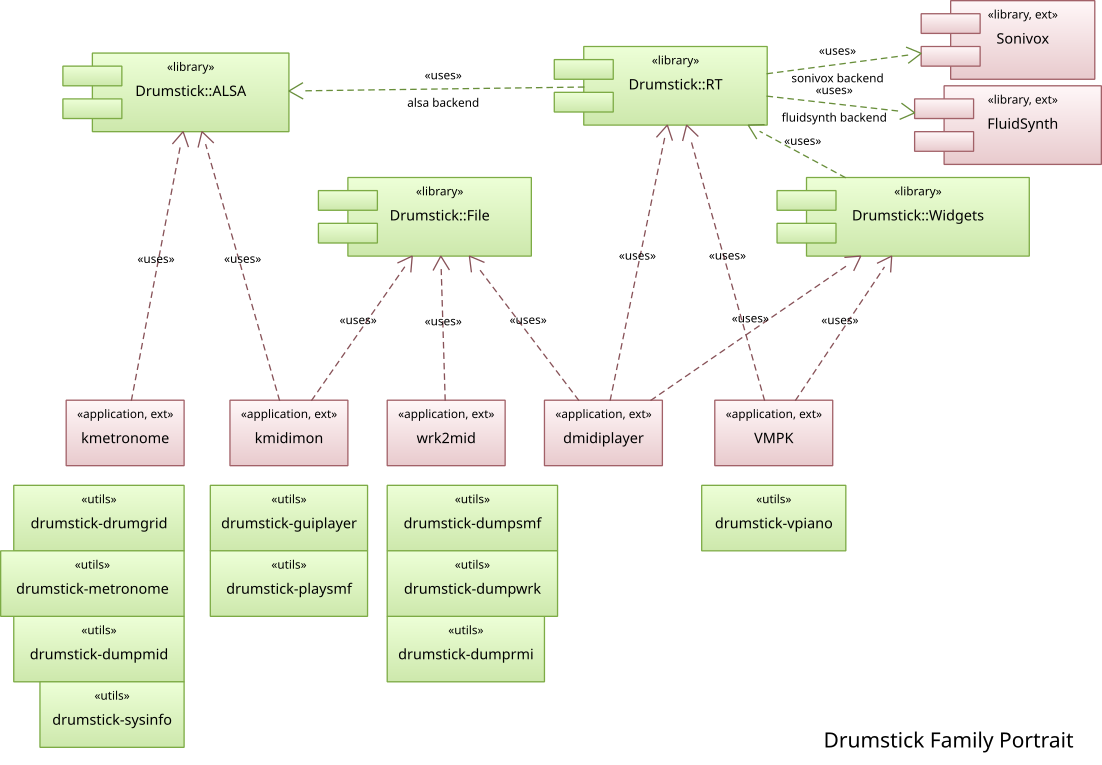 «library, ext»
Sonivox
«library»
Drumstick::ALSA
«uses»
alsa backend
«library»
Drumstick::RT
«uses»
sonivox backend
«uses»
fluidsynth backend
«library, ext»
FluidSynth
«uses»
«library»
Drumstick::File
«library»
Drumstick::Widgets
«uses»
«uses»
«uses»
«uses»
«uses»
«uses»
«uses»
«uses»
«uses»
«application, ext»
kmetronome
«application, ext»
kmidimon
«application, ext»
wrk2mid
«application, ext»
dmidiplayer
«application, ext»
VMPK
«utils»
drumstick-drumgrid
«utils»
drumstick-metronome
«utils»
drumstick-dumpmid
«utils»
drumstick-sysinfo
«utils»
drumstick-guiplayer
«utils»
drumstick-playsmf
«utils»
drumstick-dumpsmf
«utils»
drumstick-dumpwrk
«utils»
drumstick-dumprmi
«utils»
drumstick-vpiano
Drumstick Family Portrait